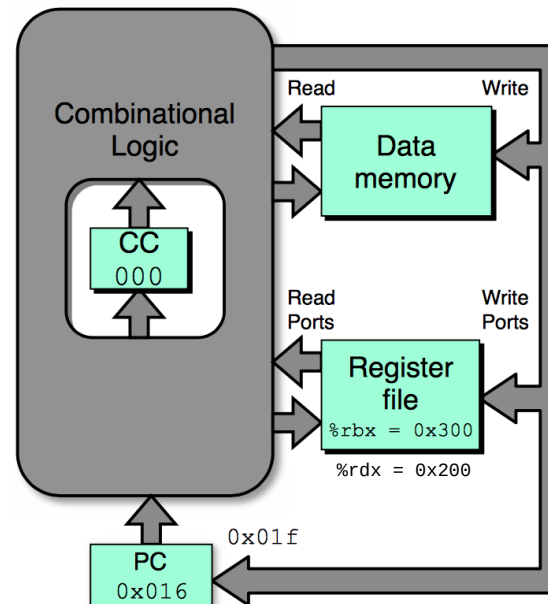 Combinational
Logic
CC
000
Read
Write
Data
memory
Read
Ports
Write
Ports
Register
file
%rbx = 0x300
%rdx = 0x200
0x01f
PC
0x016